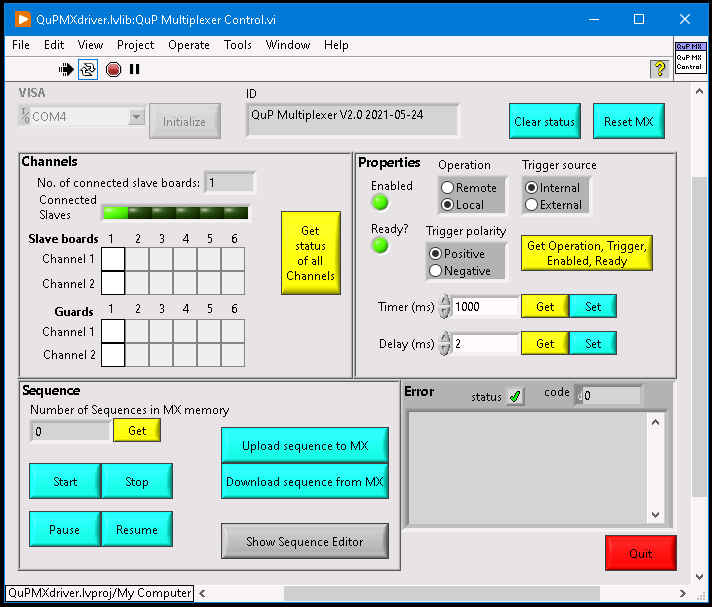 QuPMXdriver.lvlib:QuP Multiplexer Control.vi
File Edit View Project Operate Tools Window Help
QuP MX
QuP MX
Control
?
VISA
ID
I/O COM4
Initialize
QuP Multiplexer V2.0 2021-05-24
Clear status
Reset MX
Channels
No. of connected slave boards: 1
Connected
Slaves
Slave boards 1 2 3 4 5 6
Channel 1
Channel 2
Guards 1 2 3 4 5 6
Channel 1
Channel 2
Get
status
of all
Channels
Properties
Operation
Trigger source
Enabled
Remote
Local
Internal
External
Ready?
Trigger polarity
Positive
Negative
Get Operation, Trigger,
Enabled, Ready
Timer (ms) 1000 Get Set
Delay (ms) 2 Get Set
Sequence
Number of Sequences in MX memory
0 Get
Upload sequence to MX
Start Stop
Download sequence from MX
Pause Resume
Show Sequence Editor
Error
status
code
d0
Quit
QuPMXdriver.lvproj/My Computer